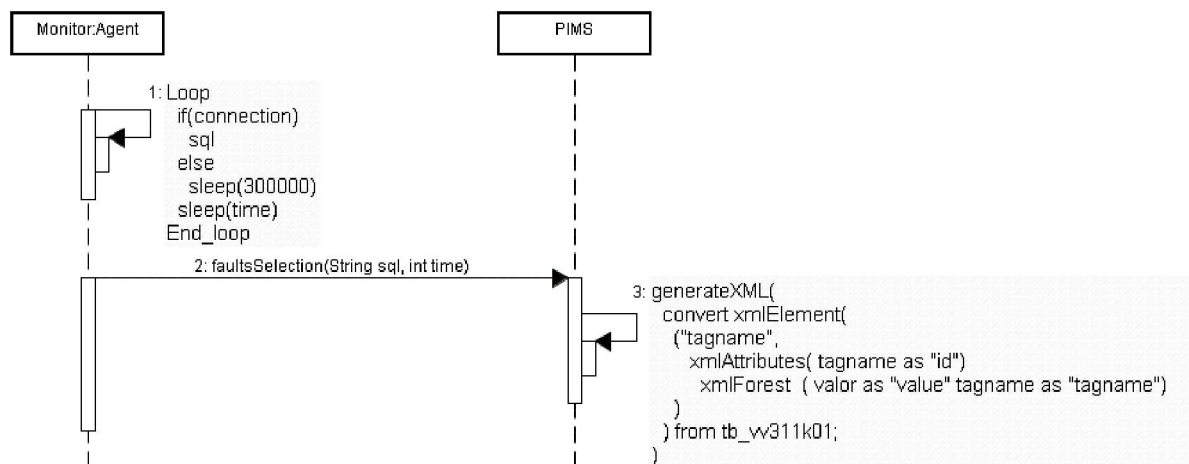 Monitor:Agent
PIMS
1: Loop
if(connection)
sql
else
sleep(300000)
sleep(time)
End_loop
2: faultsSelection(String sql, int time)
3: generateXML(
convert xmlElement(
("tagname",
xmlAttributes( tagname as "id")
xmlForest ( valor as "value" tagname as "tagname")
)
) from tb_vv311k01;
)